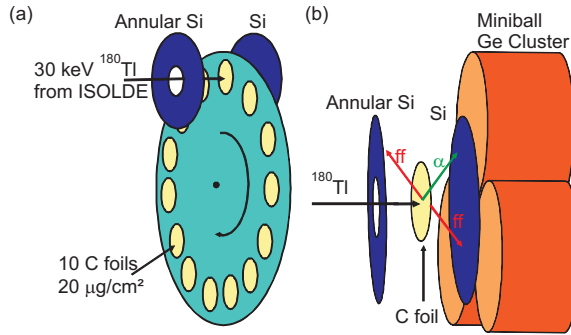 (a)
Annular Si
Si
30 keV ¹⁸⁰Tl
from ISOLDE
10 C foils
20 µg/cm²
(b)
Miniball
Ge Cluster
Annular Si
Si
ff
α
¹⁸⁰Tl
ff
C foil